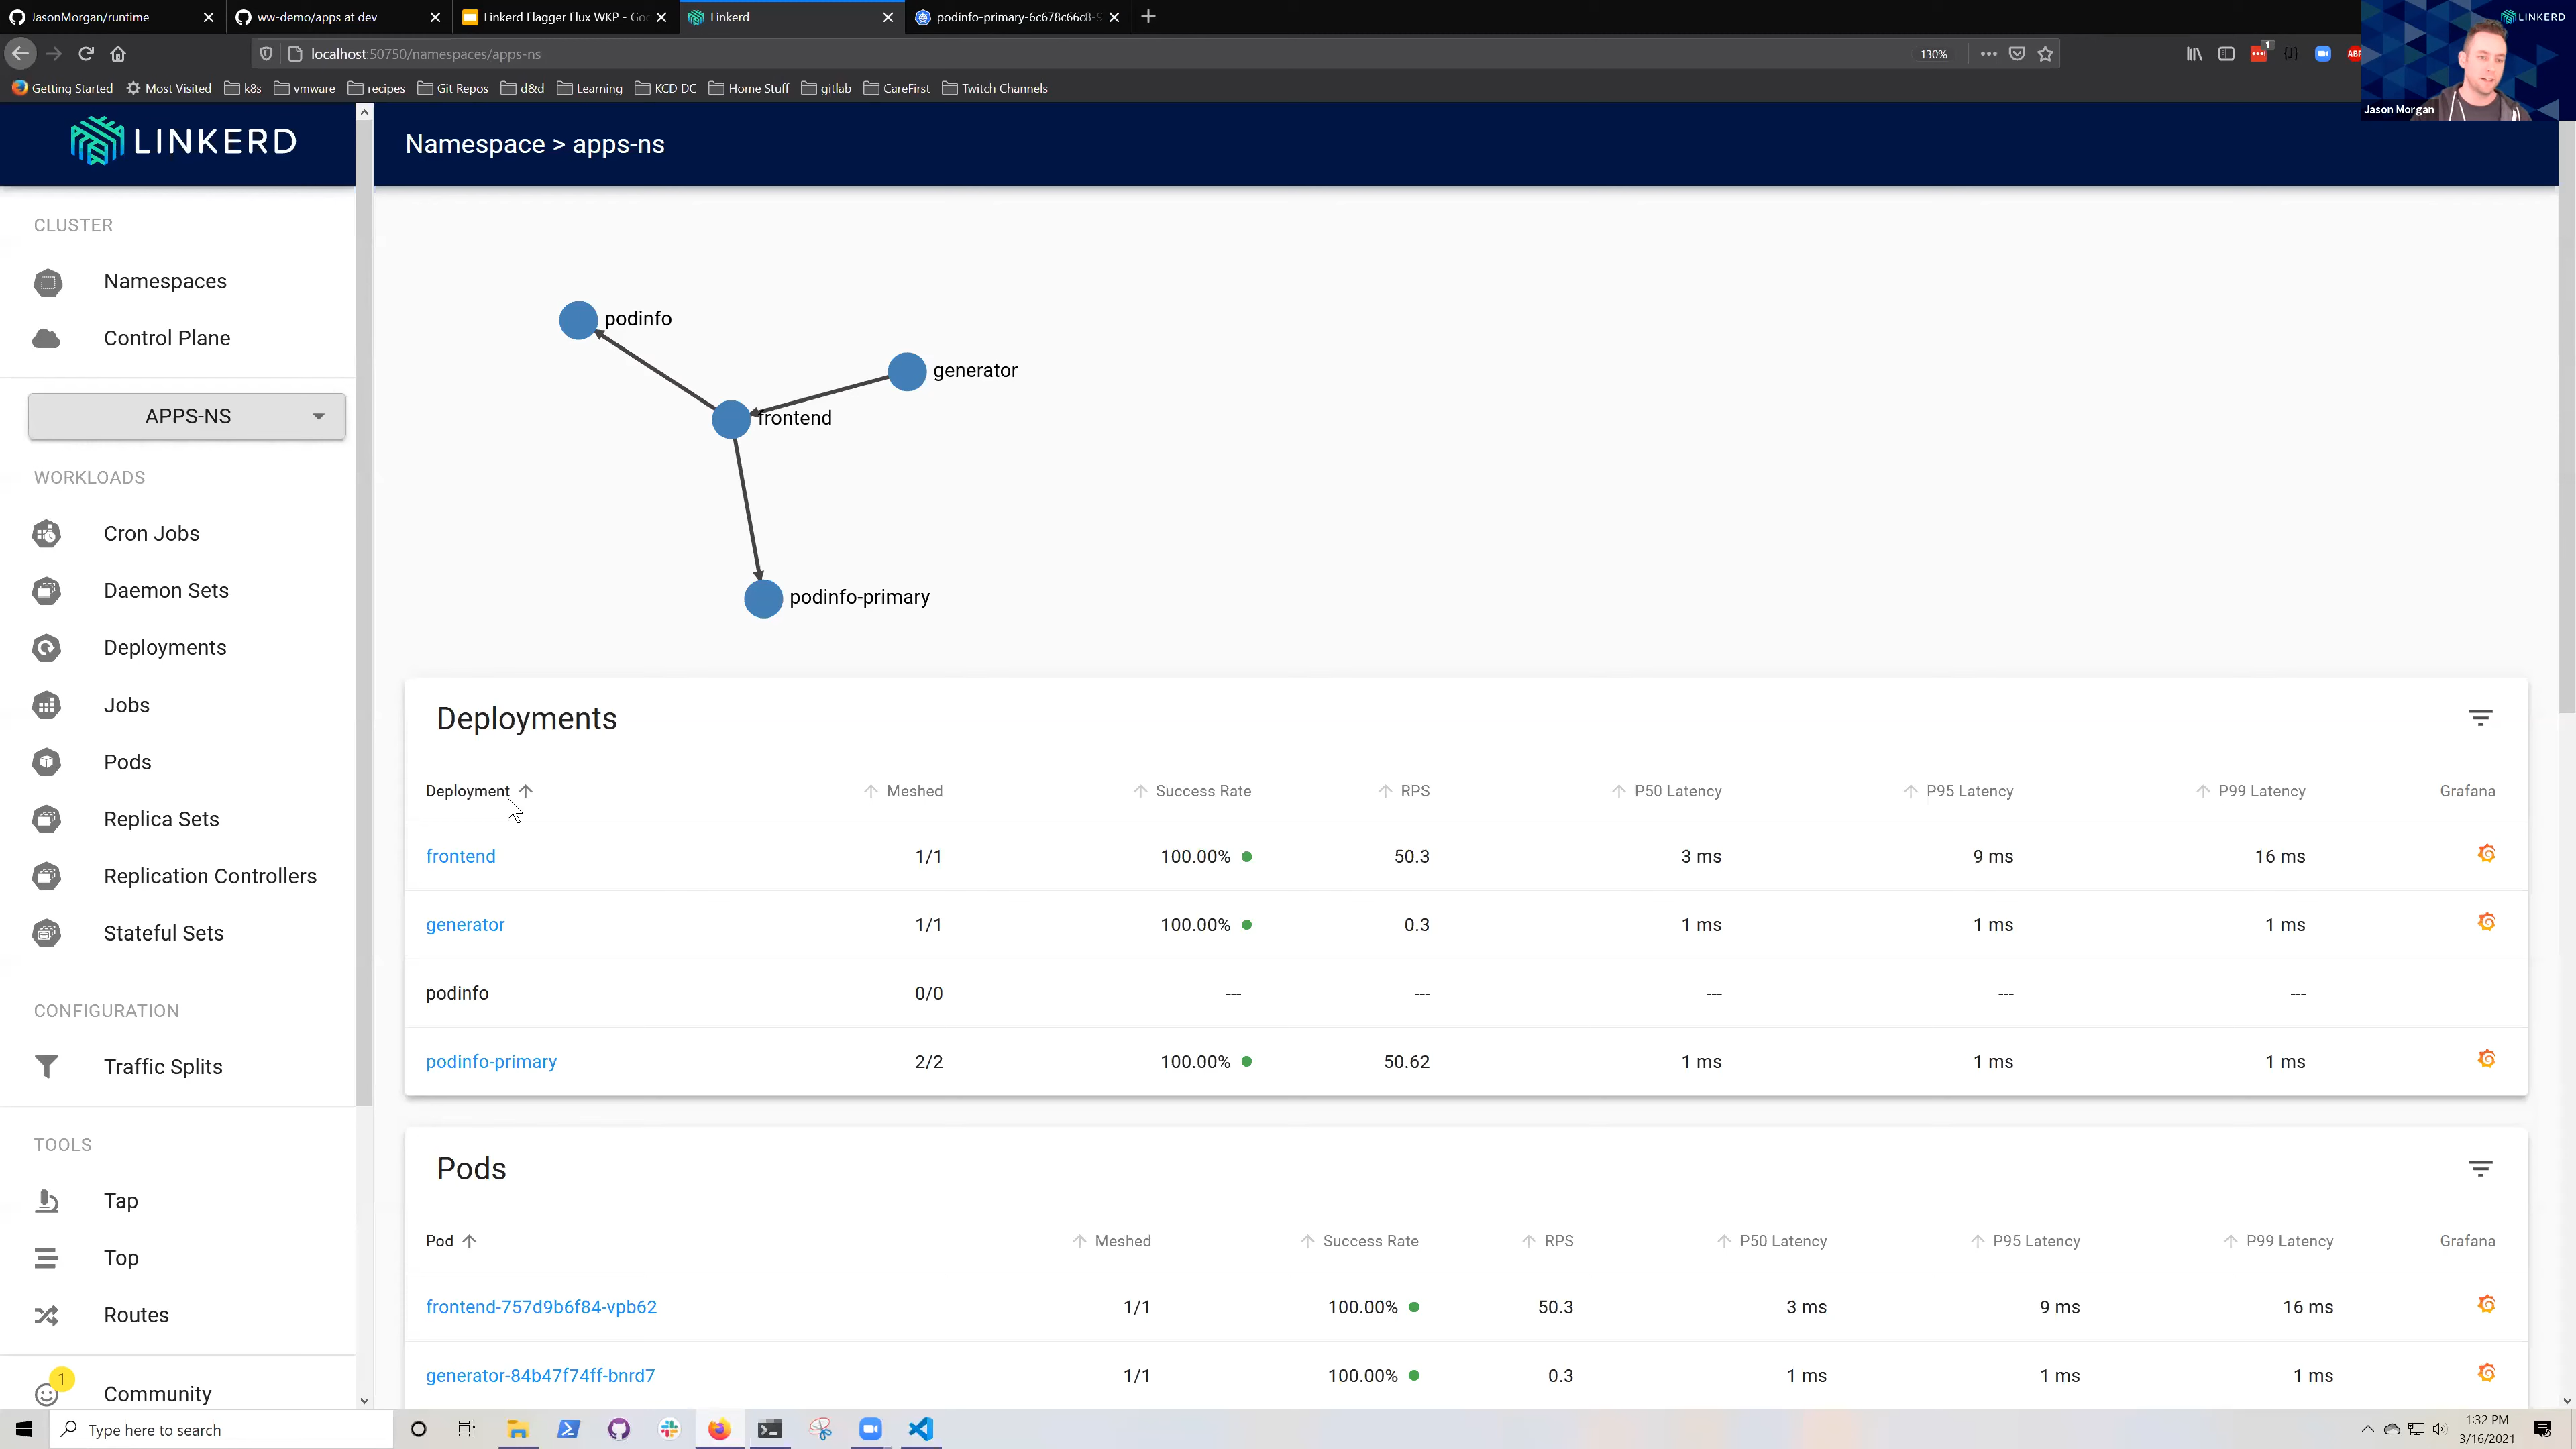 JasonMorgan/runtime
ww-demo/apps at dev
Linkerd Flagger Flux WKP - Goo
Linkerd
podinfo-primary-6c678c66c8-9
LINKERD
localhost:50750/namespaces/apps-ns
130%
1
ABP
Getting Started
Most Visited
k8s
vmware
recipes
Git Repos
d&d
Learning
KCD DC
Home Stuff
gitlab
CareFirst
Twitch Channels
Jason Morgan
LINKERD
Namespace > apps-ns
CLUSTER
Namespaces
Control Plane
APPS-NS
WORKLOADS
Cron Jobs
Daemon Sets
Deployments
Jobs
Pods
Replica Sets
Replication Controllers
Stateful Sets
CONFIGURATION
Traffic Splits
TOOLS
Tap
Top
Routes
1
Community
podinfo
generator
frontend
podinfo-primary
Deployments
Deployment Meshed Success Rate RPS P50 Latency P95 Latency P99 Latency Grafana
frontend 1/1 100.00% 50.3 3 ms 9 ms 16 ms
generator 1/1 100.00% 0.3 1 ms 1 ms 1 ms
podinfo 0/0 --- --- --- --- ---
podinfo-primary 2/2 100.00% 50.62 1 ms 1 ms 1 ms
Pods
Pod Meshed Success Rate RPS P50 Latency P95 Latency P99 Latency Grafana
frontend-757d9b6f84-vpb62 1/1 100.00% 50.3 3 ms 9 ms 16 ms
generator-84b47f74ff-bnrd7 1/1 100.00% 0.3 1 ms 1 ms 1 ms
Type here to search
1:32 PM
3/16/2021